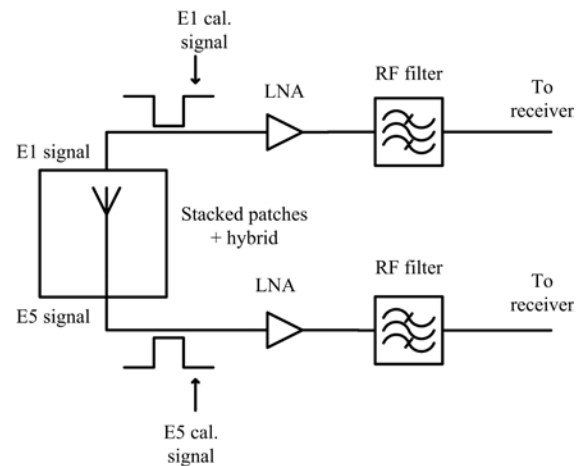 E1 cal.
signal
LNA
RF filter
To
receiver
E1 signal
Stacked patches
+ hybrid
E5 signal
LNA
RF filter
To
receiver
E5 cal.
signal